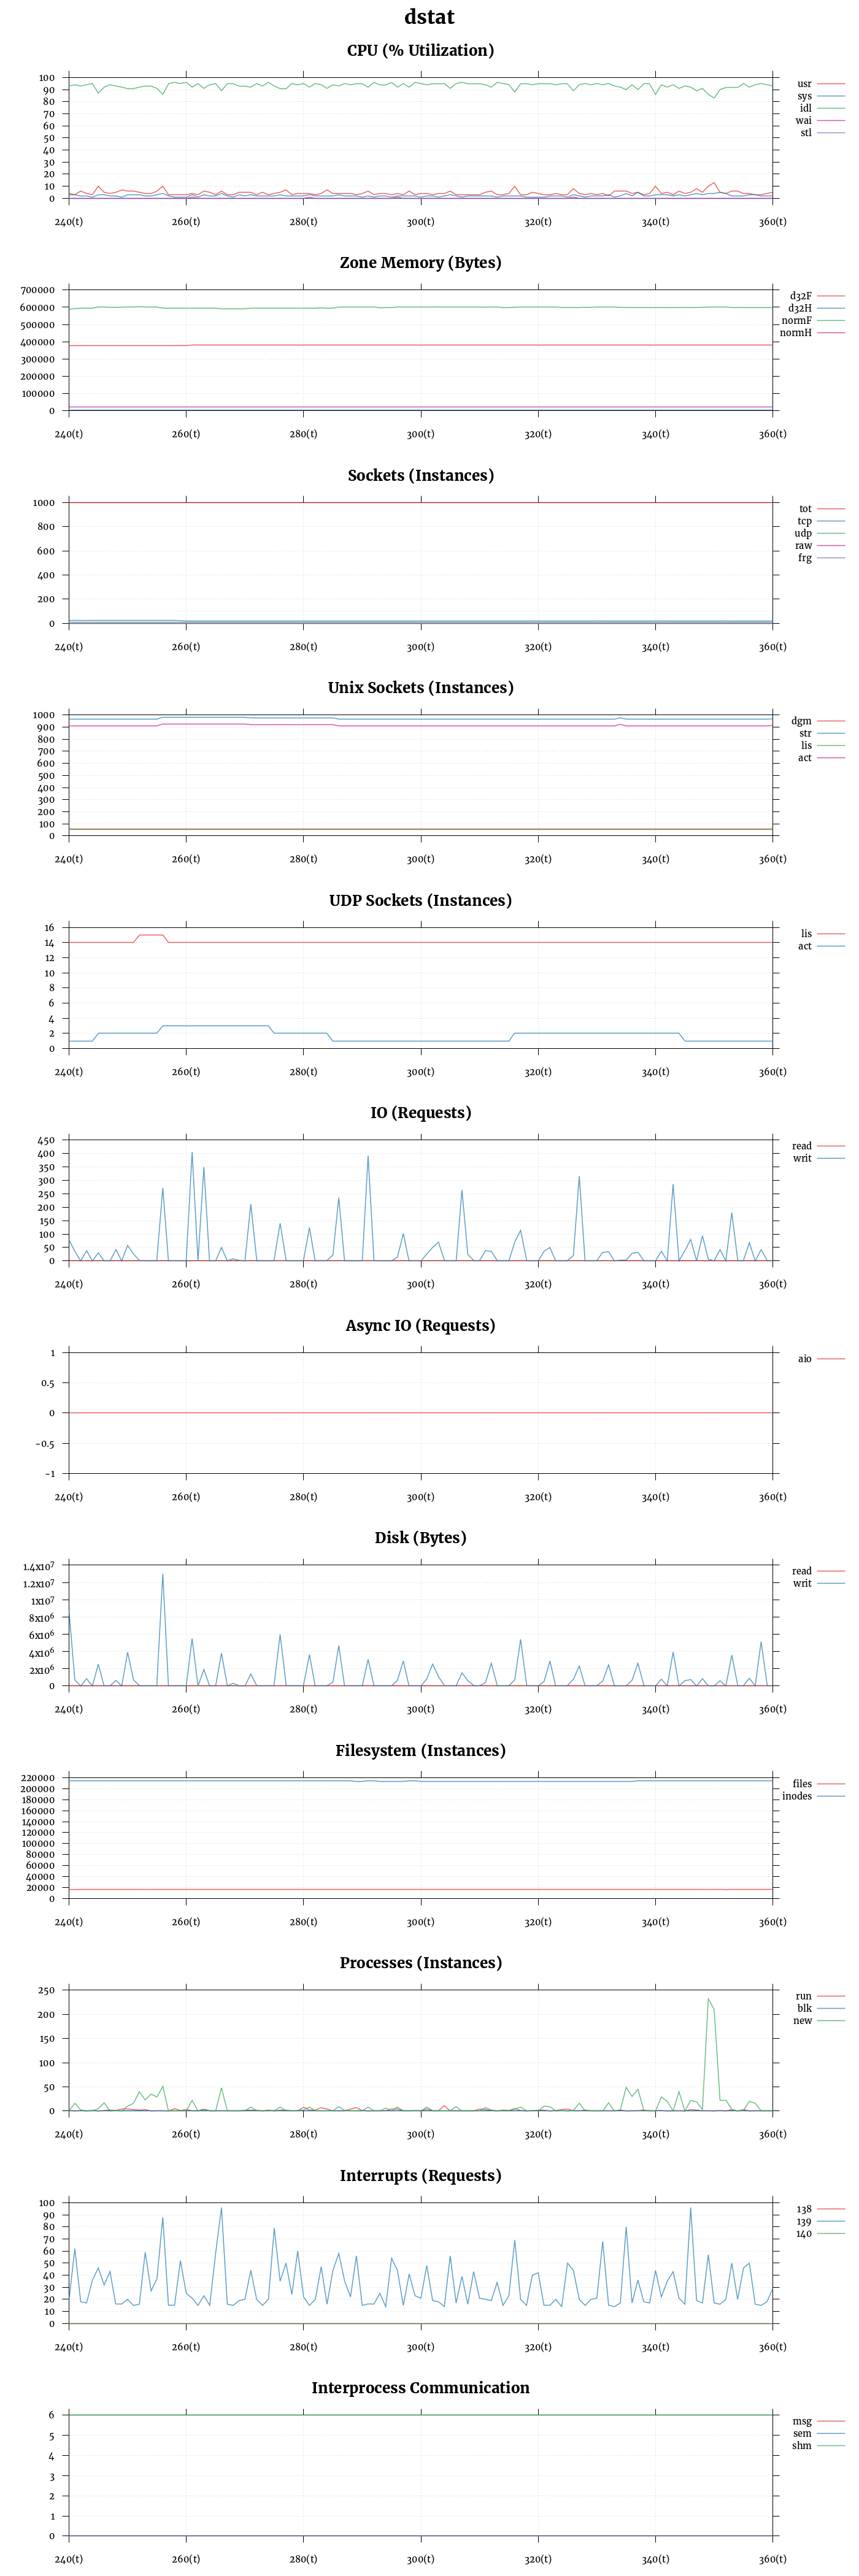 dstat
CPU (% Utilization)
100
90
80
70
60
50
40
30
20
10
0
240(t) 260(t) 280(t) 300(t) 320(t) 340(t) 360(t)
usr
sys
idl
wai
stl
Zone Memory (Bytes)
700000
600000
500000
400000
300000
200000
100000
0
240(t) 260(t) 280(t) 300(t) 320(t) 340(t) 360(t)
d32F
d32H
normF
normH
Sockets (Instances)
1000
800
600
400
200
0
240(t) 260(t) 280(t) 300(t) 320(t) 340(t) 360(t)
tot
tcp
udp
raw
frg
Unix Sockets (Instances)
1000
900
800
700
600
500
400
300
200
100
0
240(t) 260(t) 280(t) 300(t) 320(t) 340(t) 360(t)
dgm
str
lis
act
UDP Sockets (Instances)
16
14
12
10
8
6
4
2
0
240(t) 260(t) 280(t) 300(t) 320(t) 340(t) 360(t)
lis
act
IO (Requests)
450
400
350
300
250
200
150
100
50
0
240(t) 260(t) 280(t) 300(t) 320(t) 340(t) 360(t)
read
writ
Async IO (Requests)
1
0.5
0
-0.5
-1
240(t) 260(t) 280(t) 300(t) 320(t) 340(t) 360(t)
aio
Disk (Bytes)
1.4x10⁷
1.2x10⁷
1x10⁷
8x10⁶
6x10⁶
4x10⁶
2x10⁶
0
240(t) 260(t) 280(t) 300(t) 320(t) 340(t) 360(t)
read
writ
Filesystem (Instances)
220000
200000
180000
160000
140000
120000
100000
80000
60000
40000
20000
0
240(t) 260(t) 280(t) 300(t) 320(t) 340(t) 360(t)
files
inodes
Processes (Instances)
250
200
150
100
50
0
240(t) 260(t) 280(t) 300(t) 320(t) 340(t) 360(t)
run
blk
new
Interrupts (Requests)
100
90
80
70
60
50
40
30
20
10
0
240(t) 260(t) 280(t) 300(t) 320(t) 340(t) 360(t)
138
139
140
Interprocess Communication
6
5
4
3
2
1
0
240(t) 260(t) 280(t) 300(t) 320(t) 340(t) 360(t)
msg
sem
shm